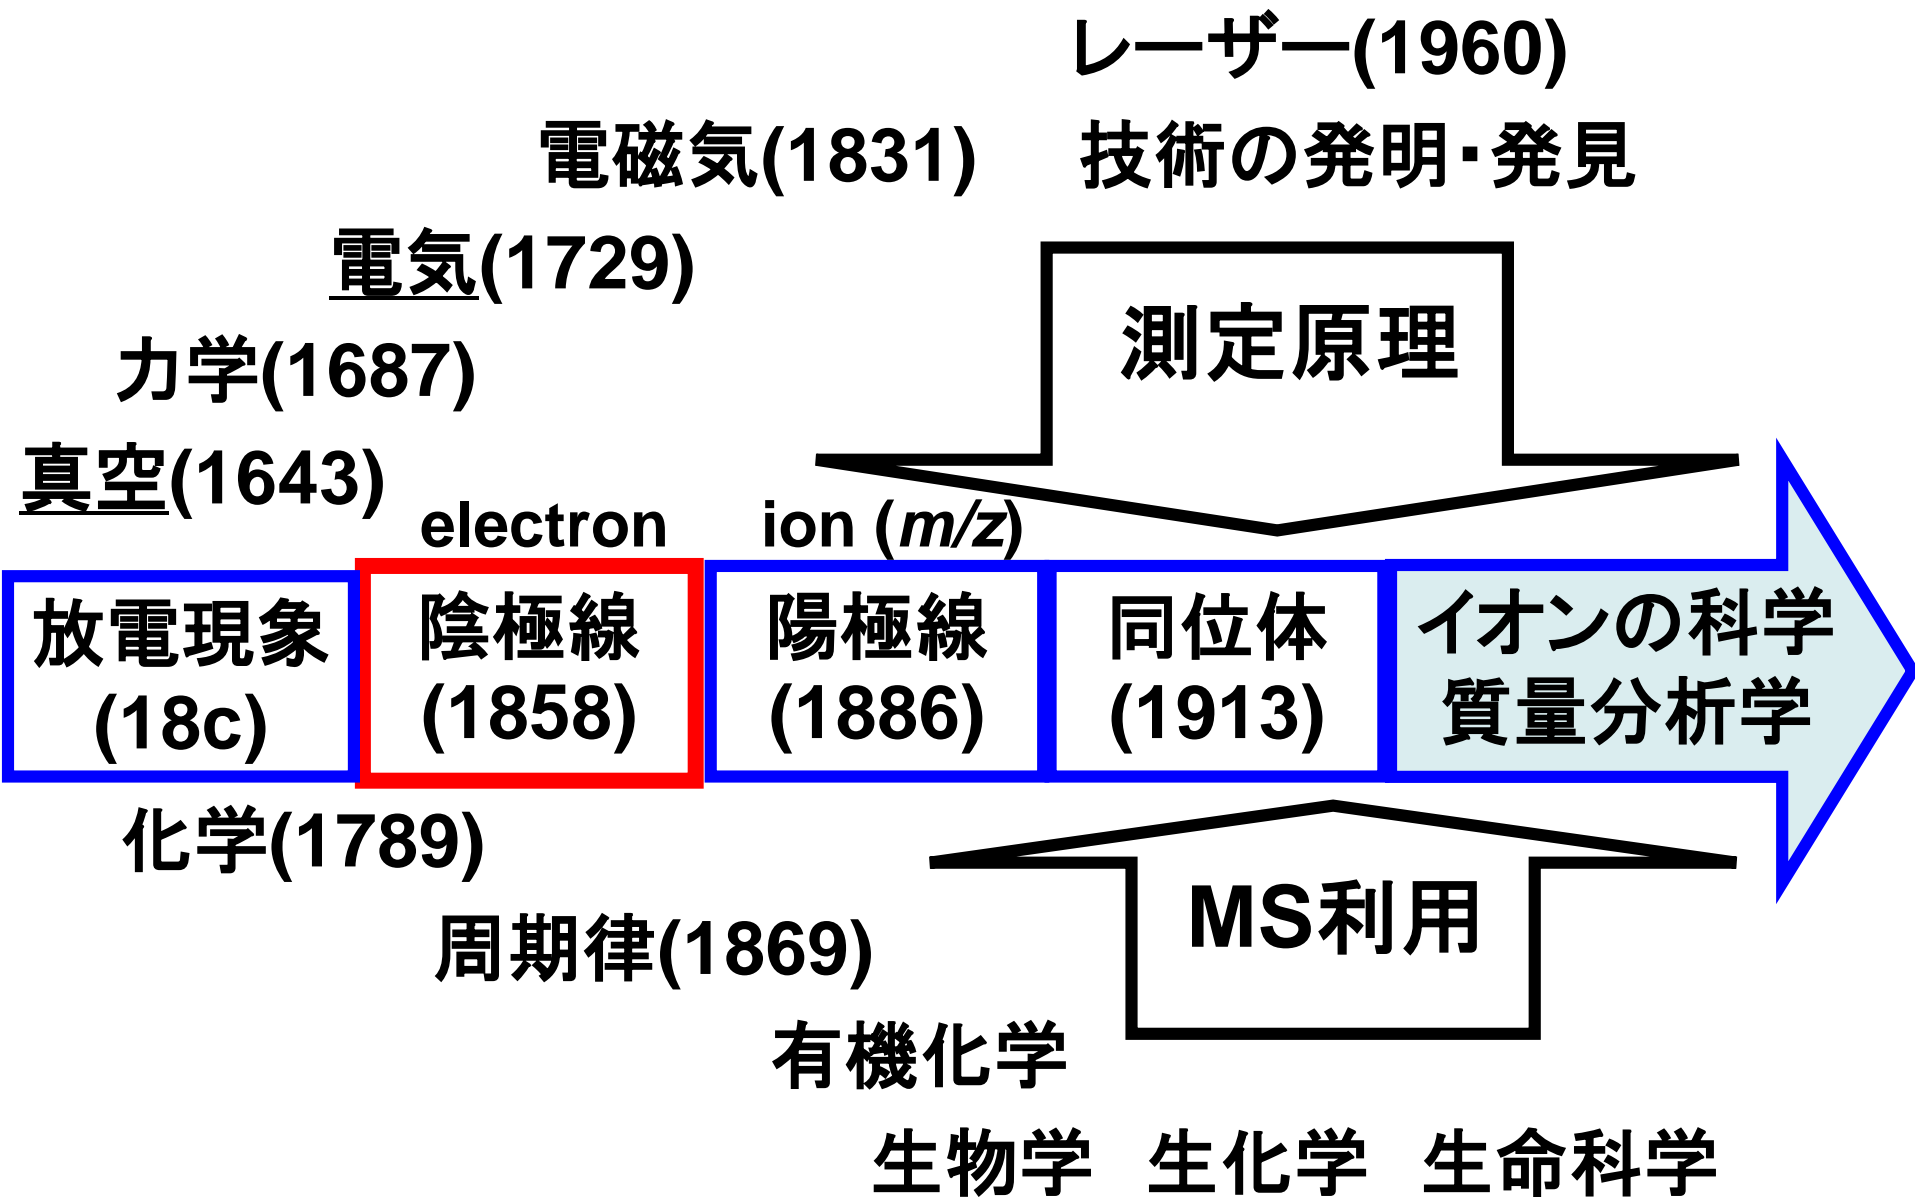 レーザー(1960)
電磁気(1831)
技術の発明・発見
電気(1729)
測定原理
力学(1687)
真空(1643)
electron
ion (m/z)
放電現象
(18c)
陰極線
(1858)
陽極線
(1886)
同位体
(1913)
イオンの科学
質量分析学
化学(1789)
MS利用
周期律(1869)
有機化学
生物学 生化学 生命科学